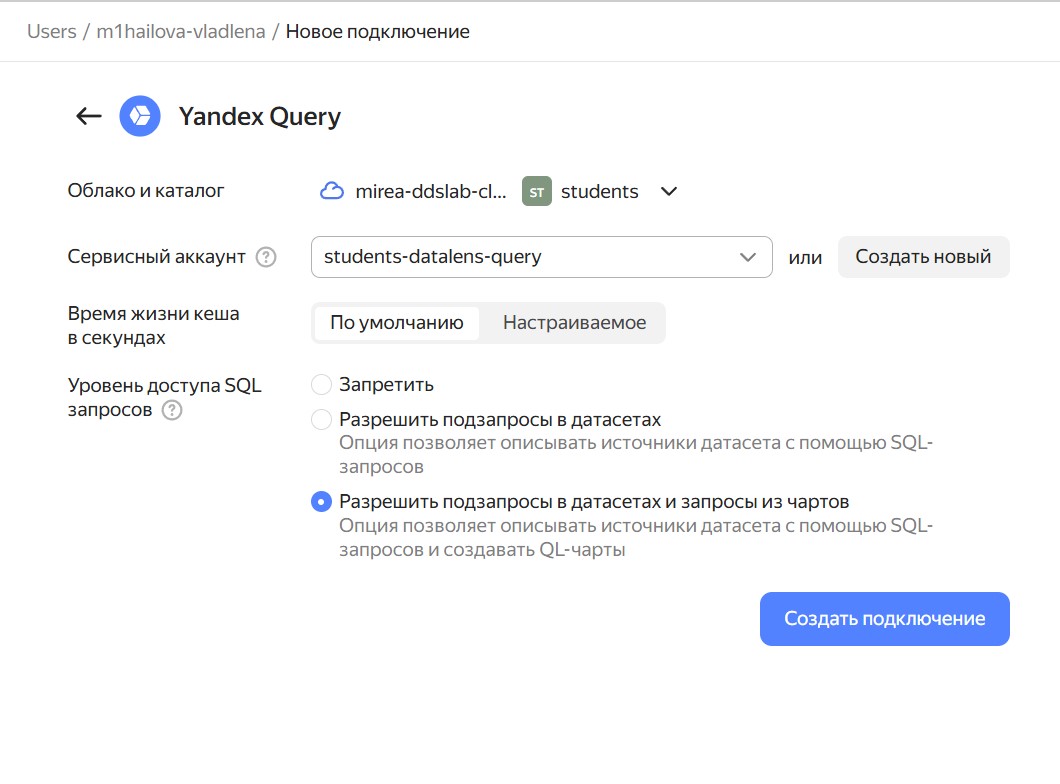 Users / m1hailova-vladlena / Новое подключение
Yandex Query
Облако и каталог
mirea-ddslab-cl... ST students
Сервисный аккаунт ?
students-datalens-query
или
Создать новый
Время жизни кеша
в секундах
По умолчанию
Настраиваемое
Уровень доступа SQL
запросов ?
Запретить
Разрешить подзапросы в датасетах
Опция позволяет описывать источники датасета с помощью SQL-
запросов
Разрешить подзапросы в датасетах и запросы из чартов
Опция позволяет описывать источники датасета с помощью SQL-
запросов и создавать QL-чарты
Создать подключение